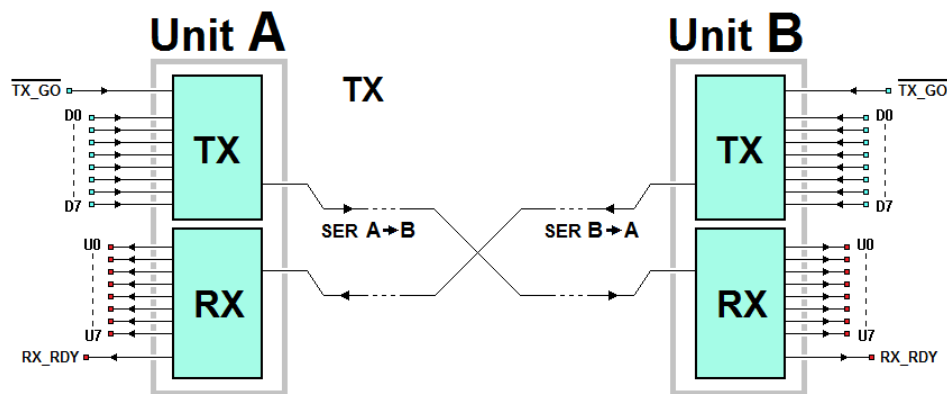 Unit A
Unit B
TX_GO
TX
TX
TX
TX_GO
D0
D0
D7
D7
SER A→B
SER B→A
U0
U0
RX
RX
U7
U7
RX_RDY
RX_RDY